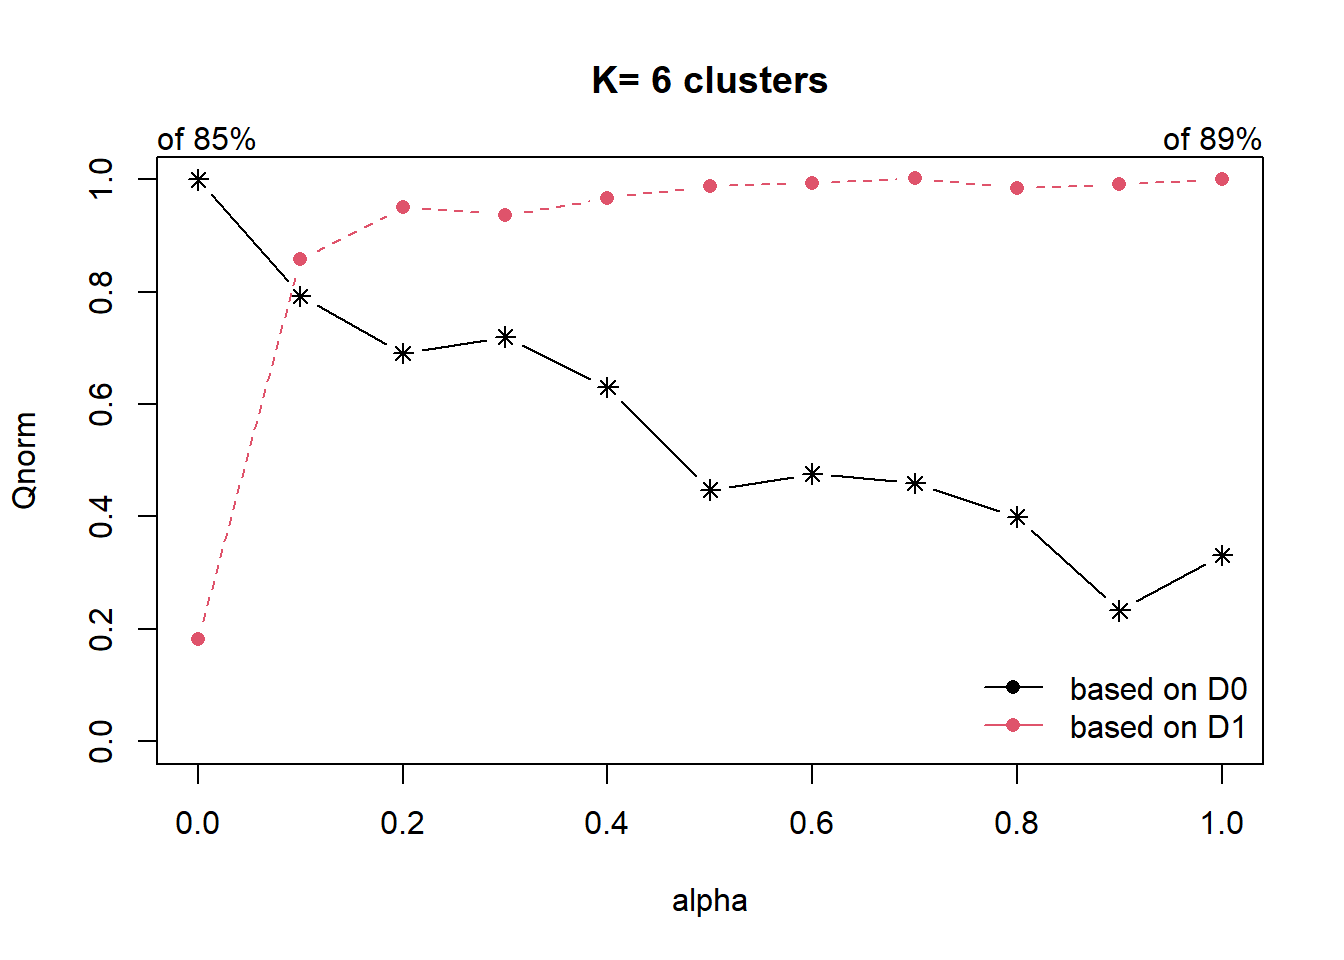 K= 6 clusters
of 85%
of 89%
1.0
0.8
0.6
0.4
0.2
0.0
Qnorm
based on D0
based on D1
0.0 0.2 0.4 0.6 0.8 1.0
alpha